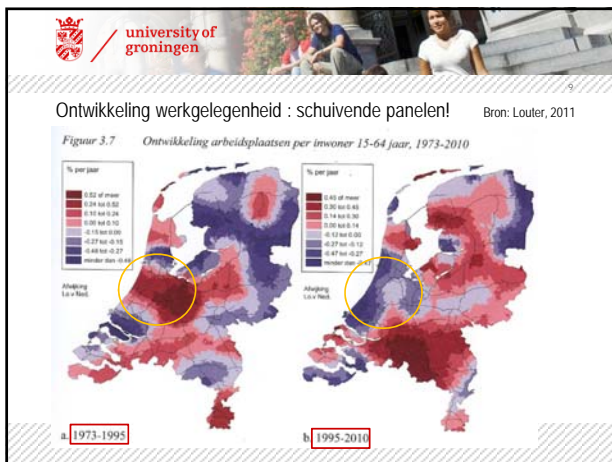 university of
groningen
9
Ontwikkeling werkgelegenheid : schuivende panelen!
Bron: Louter, 2011
Figuur 3.7 Ontwikkeling arbeidsplaatsen per inwoner 15-64 jaar, 1973-2010
% per jaar
0.52 of meer
0.24 tot 0.52
0.10 tot 0.24
0.00 tot 0.10
-0.15 tot 0.00
-0.27 tot -0.15
-0.48 tot -0.27
minder dan
Afwijking
t.o.v Ned.
a. 1973-1995
% per jaar
0.45 of meer
0.30 tot 0.45
0.14 tot 0.30
0.00 tot 0.14
-0.12 tot 0.00
-0.27 tot -0.12
-0.47 tot -0.27
minder dan -0.47
Afwijking
t.o.v Ned.
b. 1995-2010